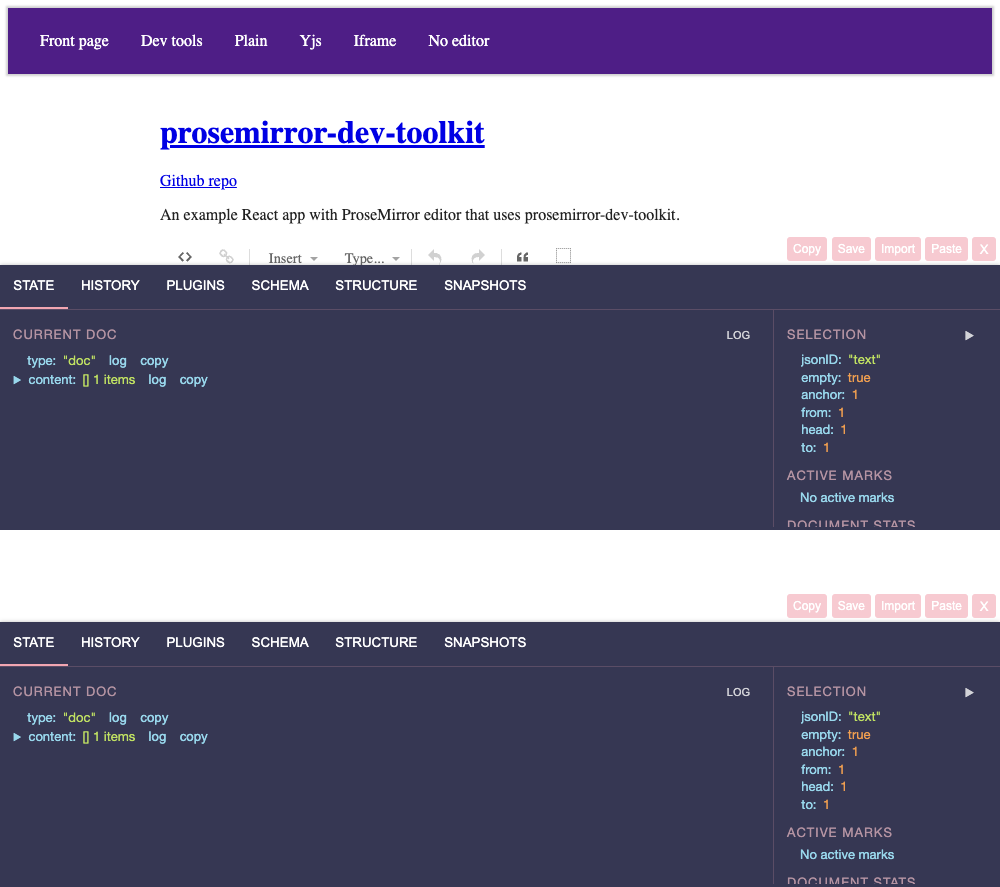 Front page Dev tools Plain Yjs Iframe No editor
prosemirror-dev-toolkit
Github repo
An example React app with ProseMirror editor that uses prosemirror-dev-toolkit.
<> Insert Type...
Copy Save Import Paste X
STATE HISTORY PLUGINS SCHEMA STRUCTURE SNAPSHOTS
CURRENT DOC LOG
type: "doc" log copy
content: [] 1 items log copy
SELECTION
jsonID: "text"
empty: true
anchor: 1
from: 1
head: 1
to: 1
ACTIVE MARKS
No active marks
DOCUMENT STATS
Copy Save Import Paste X
STATE HISTORY PLUGINS SCHEMA STRUCTURE SNAPSHOTS
CURRENT DOC LOG
type: "doc" log copy
content: [] 1 items log copy
SELECTION
jsonID: "text"
empty: true
anchor: 1
from: 1
head: 1
to: 1
ACTIVE MARKS
No active marks
DOCUMENT STATS